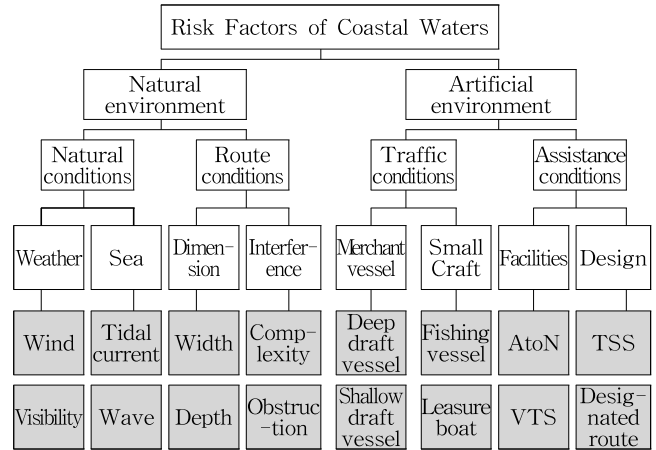 Risk Factors of Coastal Waters
Natural
environment
Artificial
environment
Natural
conditions
Route
conditions
Traffic
conditions
Assistance
conditions
Weather
Sea
Dimen-
sion
Interfer-
ence
Merchant
vessel
Small
Craft
Facilities
Design
Wind
Tidal
current
Width
Comp-
lexity
Deep
draft
vessel
Fishing
vessel
AtoN
TSS
Visibility
Wave
Depth
Obstruc
-tion
Shallow
draft
vessel
Leasure
boat
VTS
Desig-
nated
route